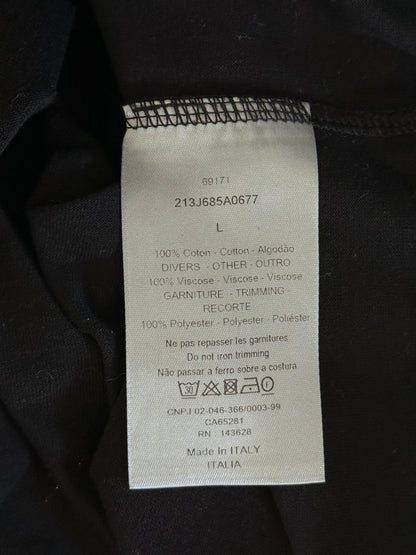 69171
213J685A0677
L
100% Coton - Cotton - Algodão
DIVERS - OTHER - OUTRO
100% Viscose - Viscose - Viscose
GARNITURE - TRIMMING -
RECORTE
100% Polyester - Polyester - Poliéster
Ne pas repasser les garnitures
Do not iron trimming
Não passar a ferro sobre a costura
30
CNPJ 02-046-366/0003-99
CA65281
RN : 143628
Made In ITALY
ITALIA